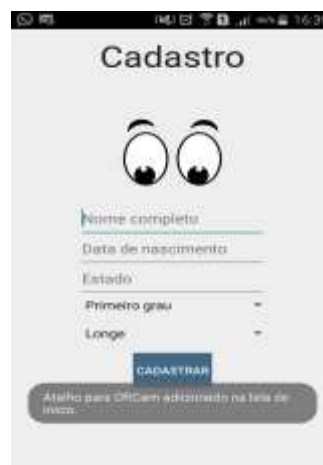 16:3
Cadastro
Nome completo
Data de nascimento
Estado
Primeiro grau
Longe
CADASTRAR
Atalho para ORCam adicionado na tela de
início.